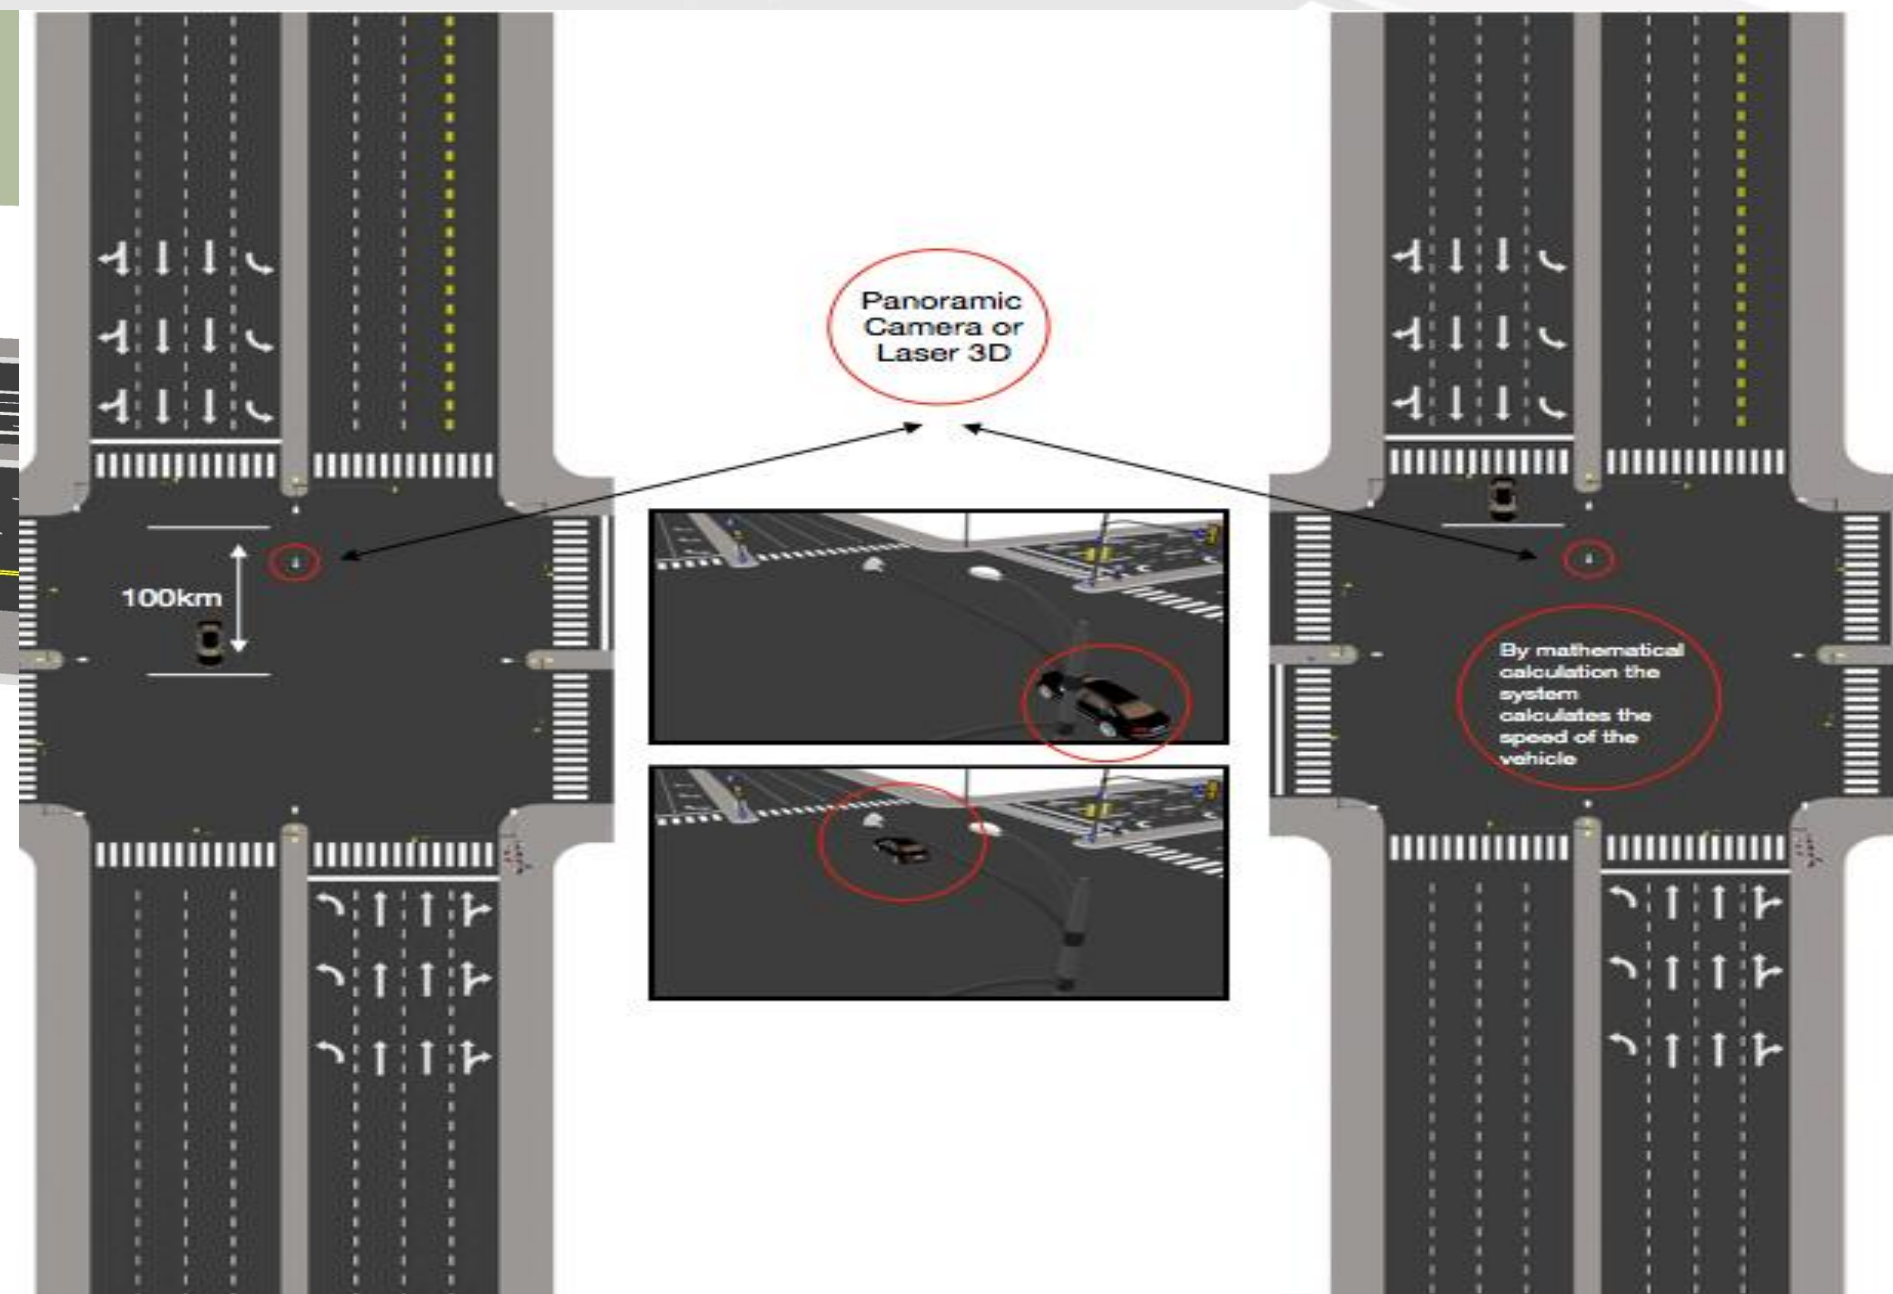 Panoramic
Camera or
Laser 3D
100km
By mathematical
calculation the
system
calculates the
speed of the
vehicle